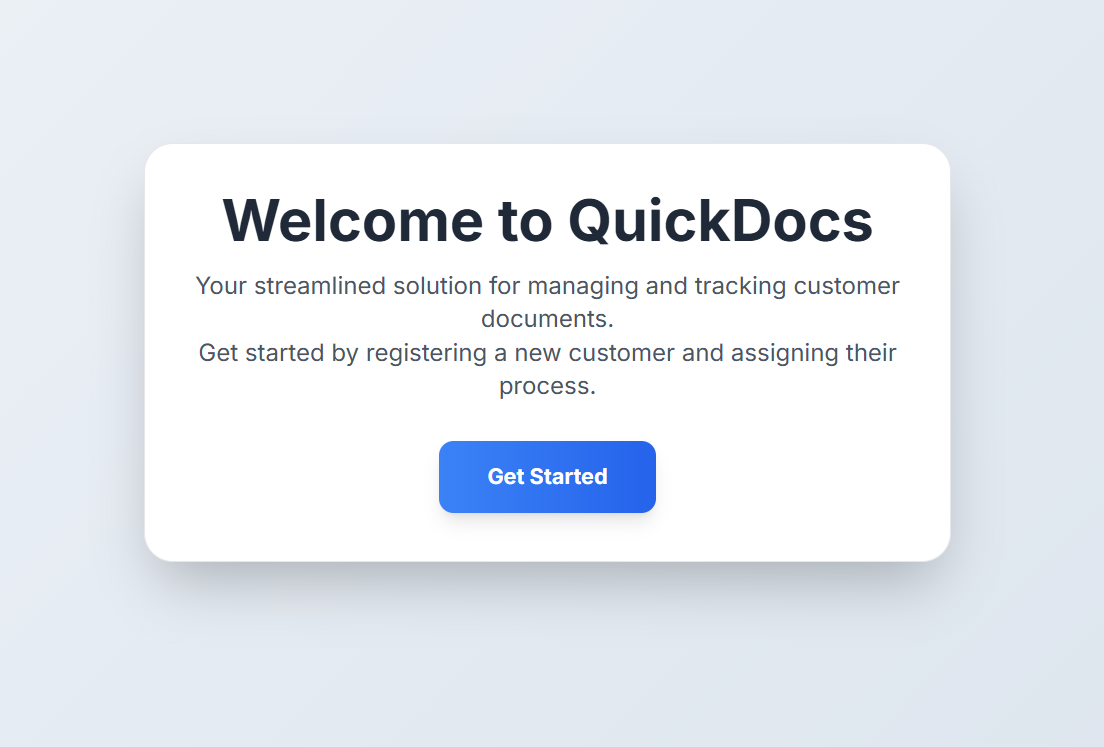 Welcome to QuickDocs
Your streamlined solution for managing and tracking customer
documents.
Get started by registering a new customer and assigning their
process.
Get Started